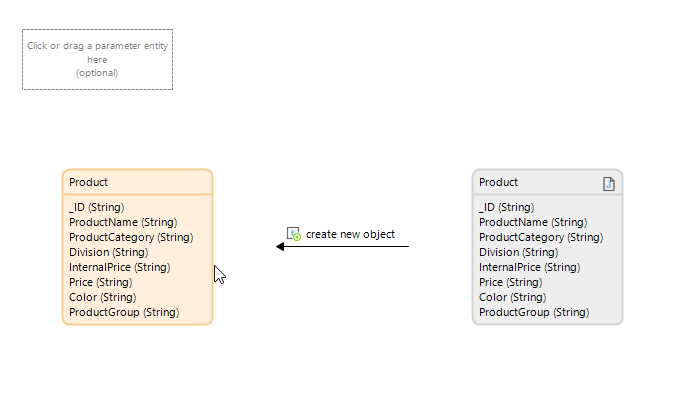 Click or drag a parameter entity
here
(optional)
Product
_ID (String)
ProductName (String)
ProductCategory (String)
Division (String)
InternalPrice (String)
Price (String)
Color (String)
ProductGroup (String)
create new object
Product
_ID (String)
ProductName (String)
ProductCategory (String)
Division (String)
InternalPrice (String)
Price (String)
Color (String)
ProductGroup (String)